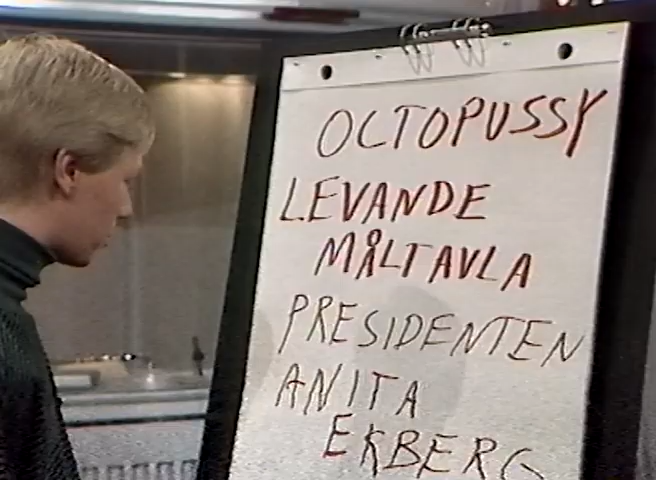 OCTOPUSSY
LEVANDE
MÅLTAVLA
PRESIDENTEN
ANITA
EKBERG